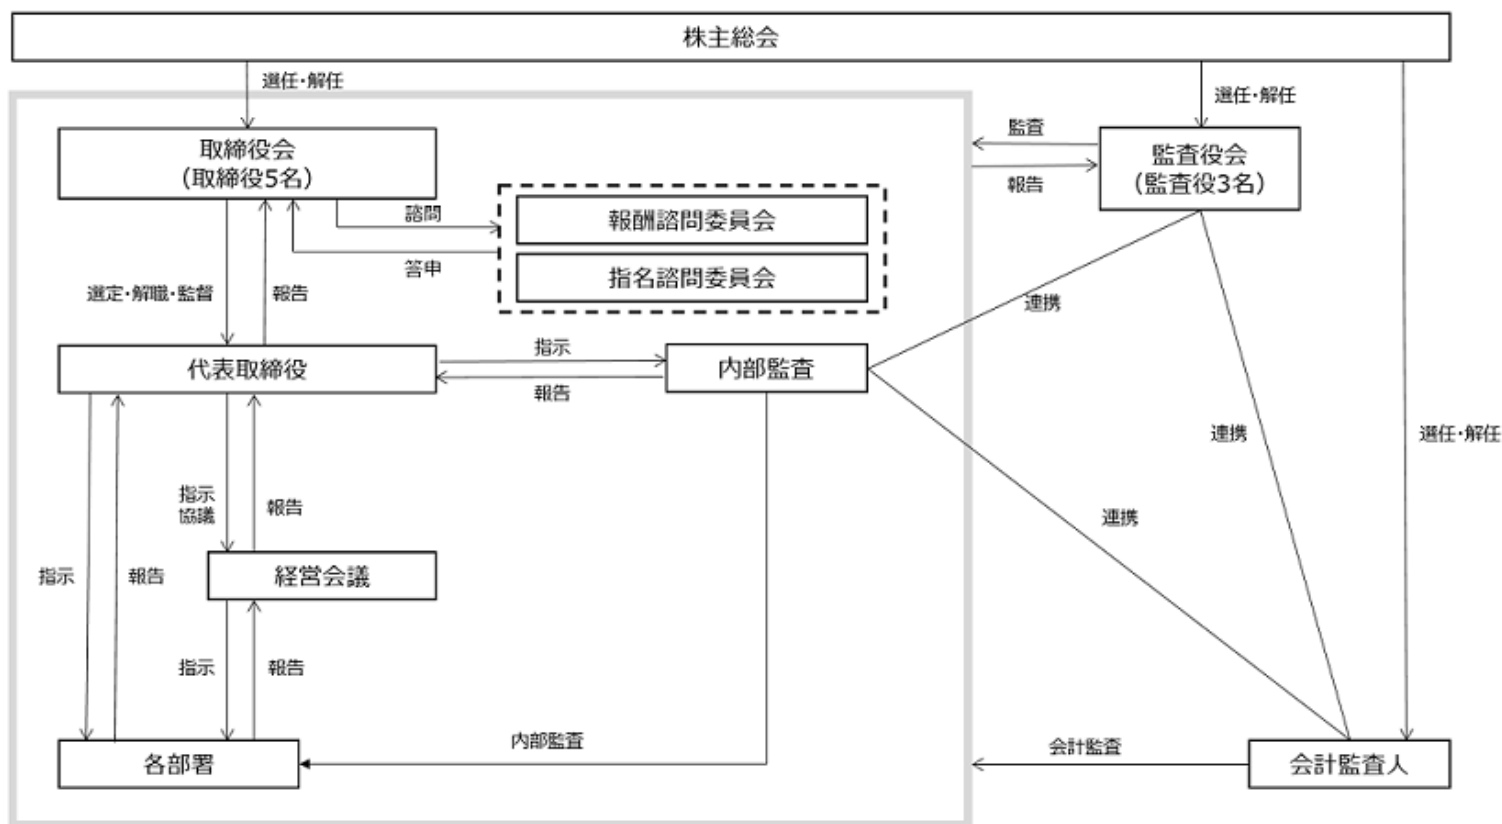 株主総会
選任・解任
選任・解任
監査
報告
取締役会
（取締役5名）
監査役会
（監査役3名）
諮問
答申
報酬諮問委員会
指名諮問委員会
選定・解職・監督
報告
連携
代表取締役
指示
報告
内部監査
連携
選任・解任
連携
指示
協議
報告
指示
報告
経営会議
指示
報告
内部監査
各部署
会計監査
会計監査人